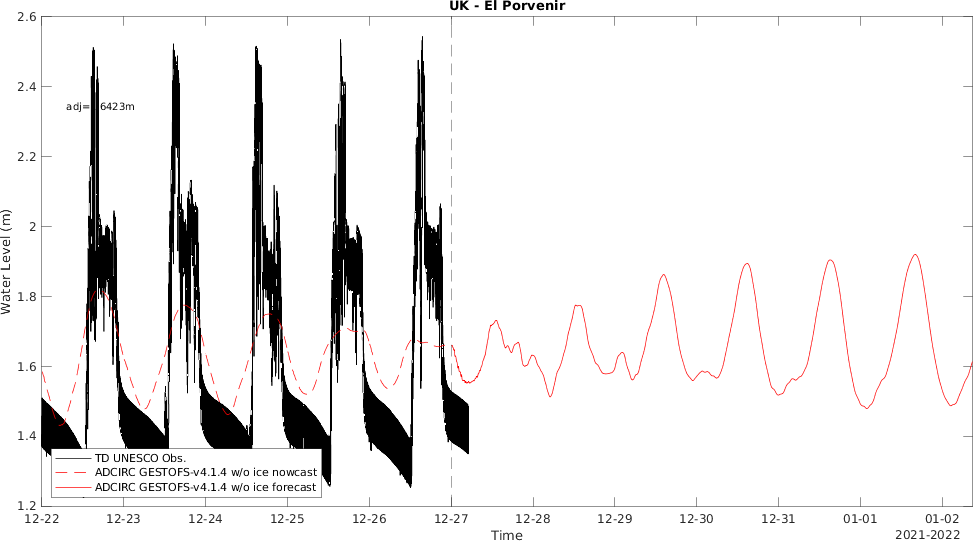 UK - El Porvenir
2.6
2.4
2.2
2
1.8
1.6
1.4
1.2
Water Level (m)
adj= 6423m
TD UNESCO Obs.
ADCIRC GESTOFS-v4.1.4 w/o ice nowcast
ADCIRC GESTOFS-v4.1.4 w/o ice forecast
12-22 12-23 12-24 12-25 12-26 12-27 12-28 12-29 12-30 12-31 01-01 01-02
Time
2021-2022